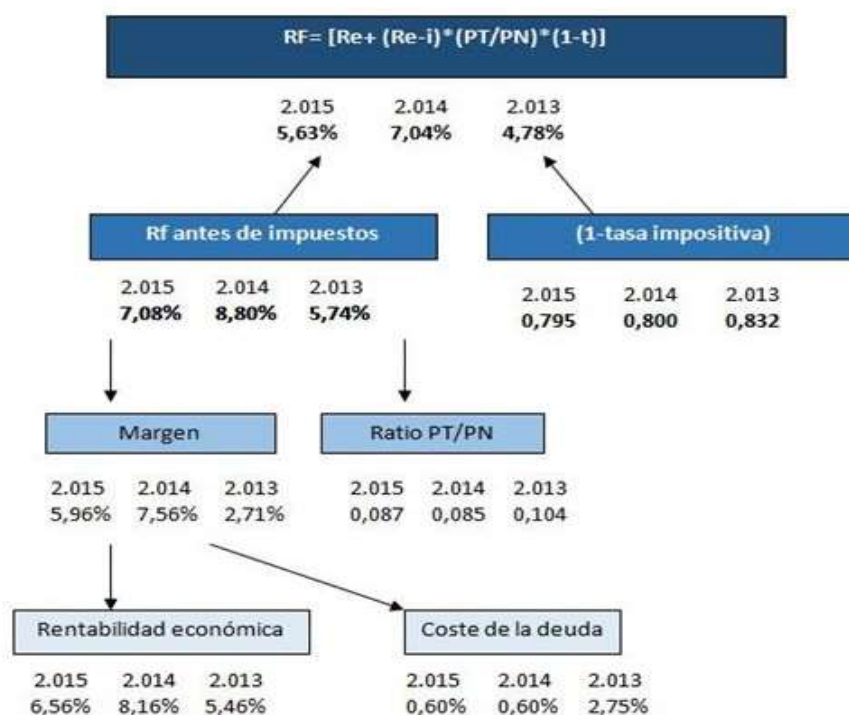 RF= [Re+ (Re-i)*(PT/PN)*(1-t)]
2.015 2.014 2.013
5,63% 7,04% 4,78%
Rf antes de impuestos
(1-tasa impositiva)
2.015 2.014 2.013
7,08% 8,80% 5,74%
2.015 2.014 2.013
0,795 0,800 0,832
Margen
Ratio PT/PN
2.015 2.014 2.013
5,96% 7,56% 2,71%
2.015 2.014 2.013
0,087 0,085 0,104
Rentabilidad económica
Coste de la deuda
2.015 2.014 2.013
6,56% 8,16% 5,46%
2.015 2.014 2.013
0,60% 0,60% 2,75%